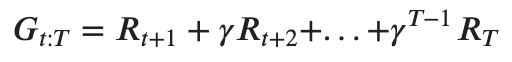 G_{t:T} = R_{t+1} + γR_{t+2}+...+γ^{T−1} R_T